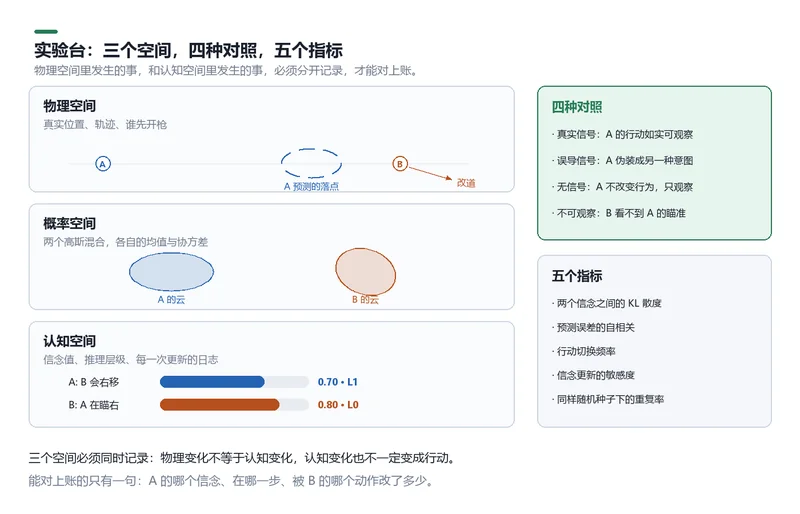 实验台：三个空间，四种对照，五个指标
物理空间里发生的事，和认知空间里发生的事，必须分开记录，才能对上账。
物理空间
真实位置、轨迹、谁先开枪
A
B
A 预测的落点
改道
概率空间
两个高斯混合，各自的均值与协方差
A 的云
B 的云
认知空间
信念值、推理层级、每一次更新的日志
A: B 会右移
0.70 • L1
B: A 在瞄右
0.80 • L0
四种对照
· 真实信号：A 的行动如实可观察
· 误导信号：A 伪装成另一种意图
· 无信号：A 不改变行为，只观察
· 不可观察：B 看不到 A 的瞄准
五个指标
· 两个信念之间的 KL 散度
· 预测误差的自相关
· 行动切换频率
· 信念更新的敏感度
· 同样随机种子下的重复率
三个空间必须同时记录：物理变化不等于认知变化，认知变化也不一定变成行动。
能对上账的只有一句：A 的哪个信念、在哪一步、被 B 的哪个动作改了多少。